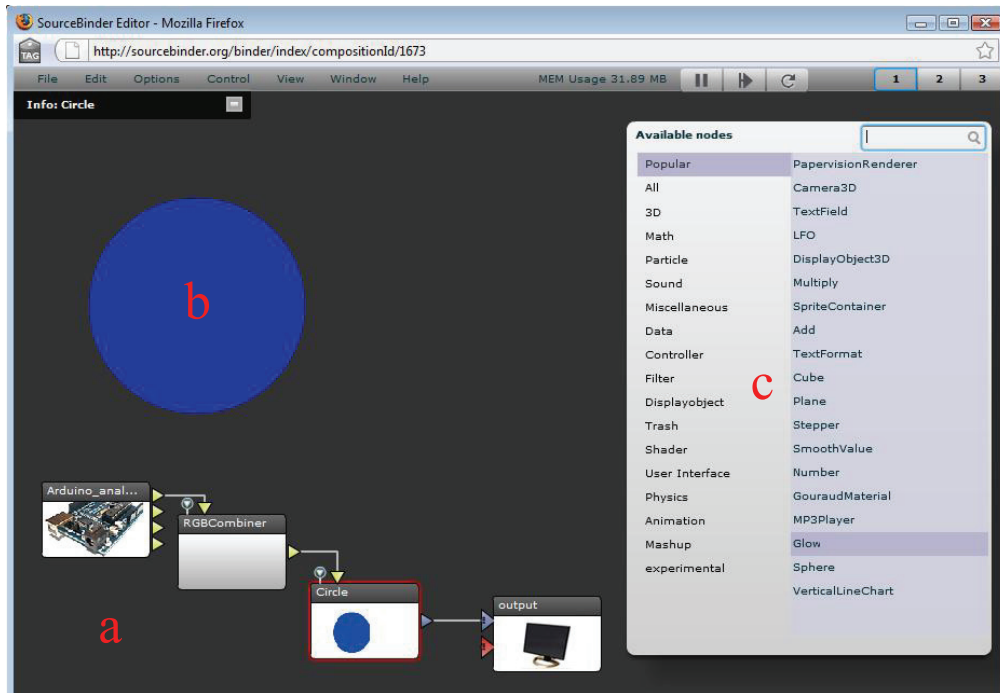 SourceBinder Editor - Mozilla Firefox
TAG
http://sourcebinder.org/binder/index/compositionId/1673
File Edit Options Control View Window Help MEM Usage 31.89 MB 1 2 3
Info: Circle
Available nodes
Popular
All
3D
Math
Particle
Sound
Miscellaneous
Data
Controller
Filter
Displayobject
Trash
Shader
User Interface
Physics
Animation
Mashup
experimental
PapervisionRenderer
Camera3D
TextField
LFO
DisplayObject3D
Multiply
SpriteContainer
Add
TextFormat
Cube
Plane
Stepper
SmoothValue
Number
GouraudMaterial
MP3Player
Glow
Sphere
VerticalLineChart
b
c
Arduino_anal...
RGBCombiner
Circle
output
a